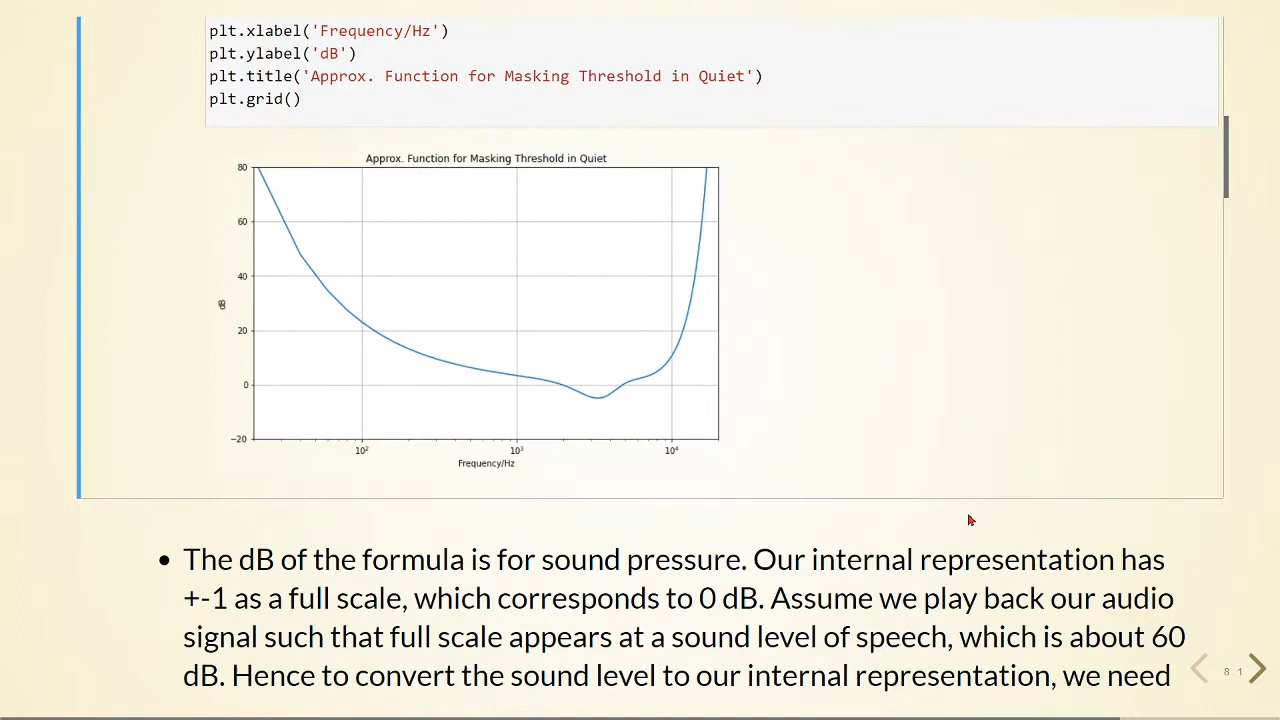 plt.xlabel('Frequency/Hz')
plt.ylabel('dB')
plt.title('Approx. Function for Masking Threshold in Quiet')
plt.grid()
Approx. Function for Masking Threshold in Quiet
80
60
40
20
0
−20
dB
10² 10³ 10⁴
Frequency/Hz
• The dB of the formula is for sound pressure. Our internal representation has
+-1 as a full scale, which corresponds to 0 dB. Assume we play back our audio
signal such that full scale appears at a sound level of speech, which is about 60
dB. Hence to convert the sound level to our internal representation, we need
8.1